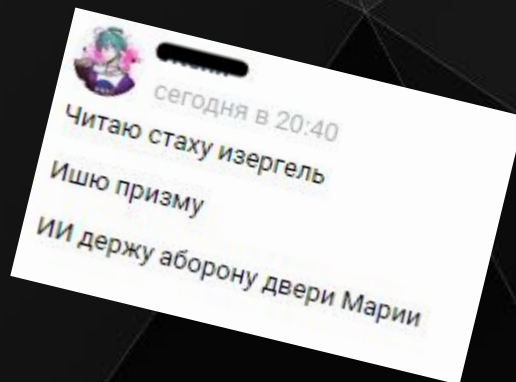 сегодня в 20:40
Читаю стаху изергель
Ишю призму
ИИ держу аборону двери Марии